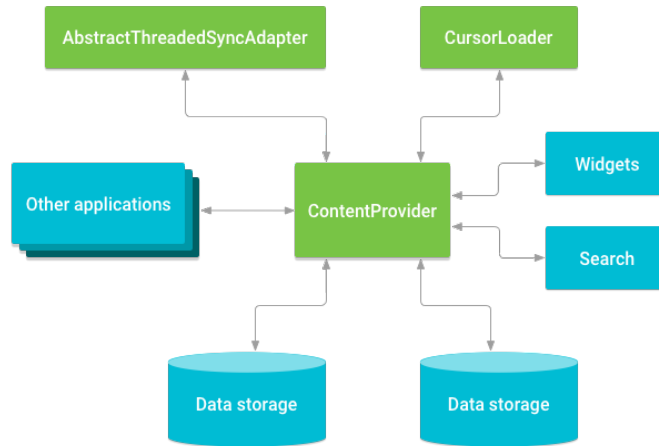 AbstractThreadedSyncAdapter
CursorLoader
Other applications
ContentProvider
Widgets
Search
Data storage
Data storage